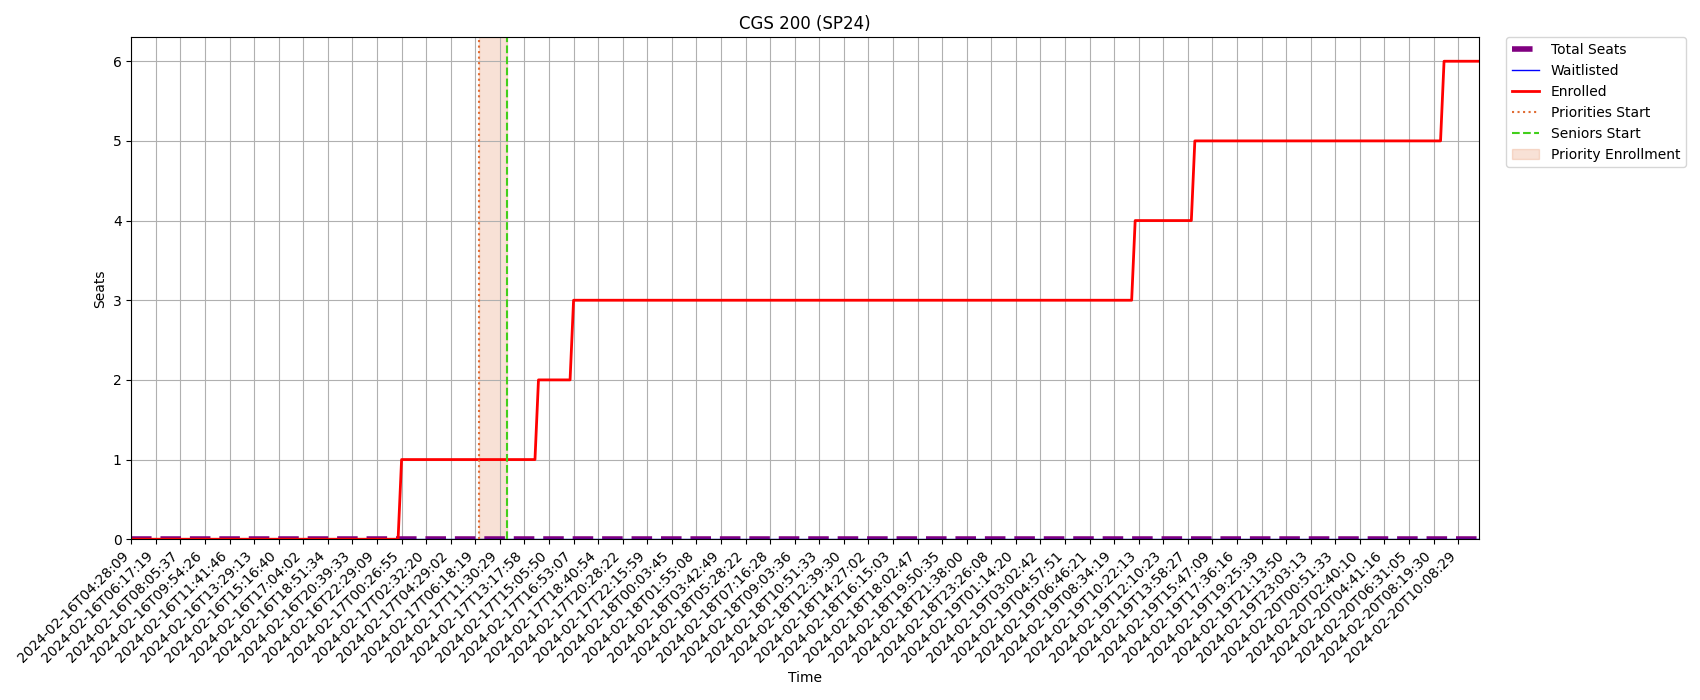 CGS 200 (SP24)
Total Seats
Waitlisted
Enrolled
Priorities Start
Seniors Start
Priority Enrollment
Seats
6
5
4
3
2
1
0
2024-02-16T04:28:09
2024-02-16T06:17:19
2024-02-16T08:05:37
2024-02-16T09:54:26
2024-02-16T11:41:46
2024-02-16T13:29:13
2024-02-16T15:16:40
2024-02-16T17:04:02
2024-02-16T18:51:34
2024-02-16T20:39:33
2024-02-16T22:29:09
2024-02-17T00:26:55
2024-02-17T02:32:20
2024-02-17T04:29:02
2024-02-17T06:18:19
2024-02-17T11:30:29
2024-02-17T13:17:58
2024-02-17T15:05:50
2024-02-17T16:53:07
2024-02-17T18:40:54
2024-02-17T20:28:22
2024-02-17T22:15:59
2024-02-18T00:03:45
2024-02-18T01:55:08
2024-02-18T03:42:49
2024-02-18T05:28:22
2024-02-18T07:16:28
2024-02-18T09:03:36
2024-02-18T10:51:33
2024-02-18T12:39:30
2024-02-18T14:27:02
2024-02-18T16:15:03
2024-02-18T18:02:47
2024-02-18T19:50:35
2024-02-18T21:38:00
2024-02-18T23:26:08
2024-02-19T01:14:20
2024-02-19T03:02:42
2024-02-19T04:57:51
2024-02-19T06:46:21
2024-02-19T08:34:19
2024-02-19T10:22:13
2024-02-19T12:10:23
2024-02-19T13:58:27
2024-02-19T15:47:09
2024-02-19T17:36:16
2024-02-19T19:25:39
2024-02-19T21:13:50
2024-02-19T23:03:13
2024-02-20T00:51:33
2024-02-20T02:40:10
2024-02-20T04:41:16
2024-02-20T06:31:05
2024-02-20T08:19:30
2024-02-20T10:08:29
Time